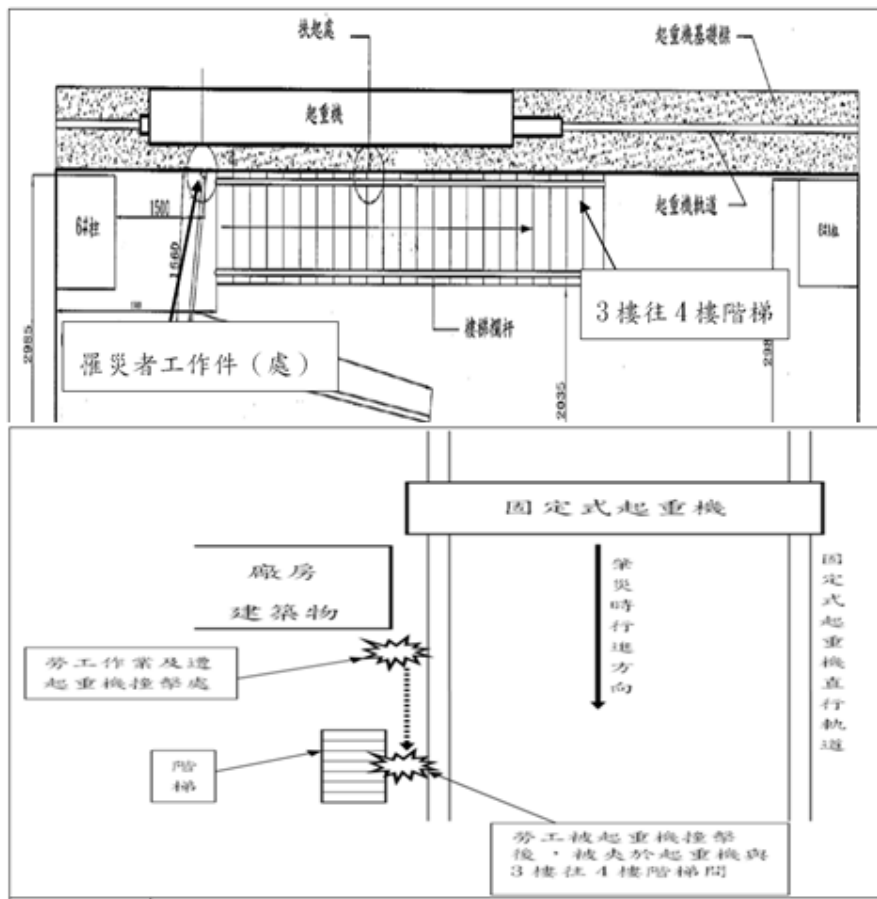 扶起處
起重機基礎樑
起重機
起重機軌道
6#柱
1500
1560
2985
樓梯欄杆
2035
3樓往4樓階梯
罹災者工作件（處）
固定式起重機
廠房
建築物
肇災時行進方向
固定式起重機直行軌道
勞工作業及遭
起重機撞擊處
階
梯
勞工被起重機撞擊
後，被夾於起重機與
3樓往4樓階梯間